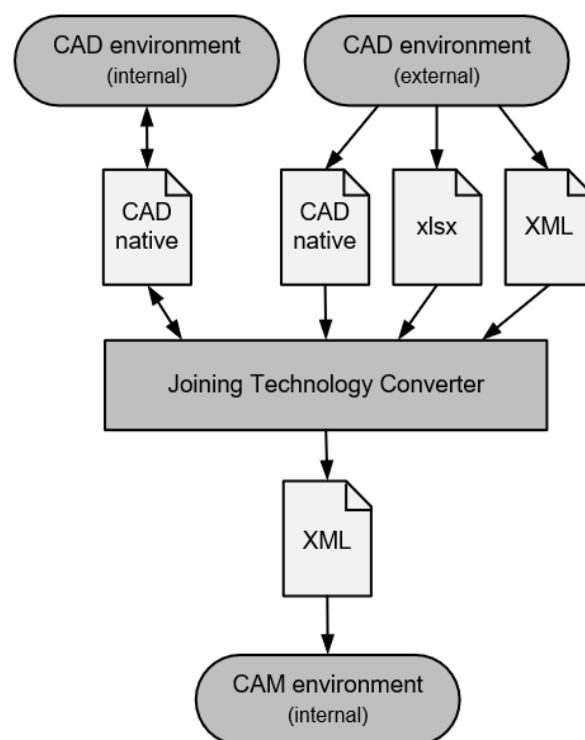 CAD environment
(internal)
CAD environment
(external)
CAD
native
CAD
native
xlsx
XML
Joining Technology Converter
XML
CAM environment
(internal)